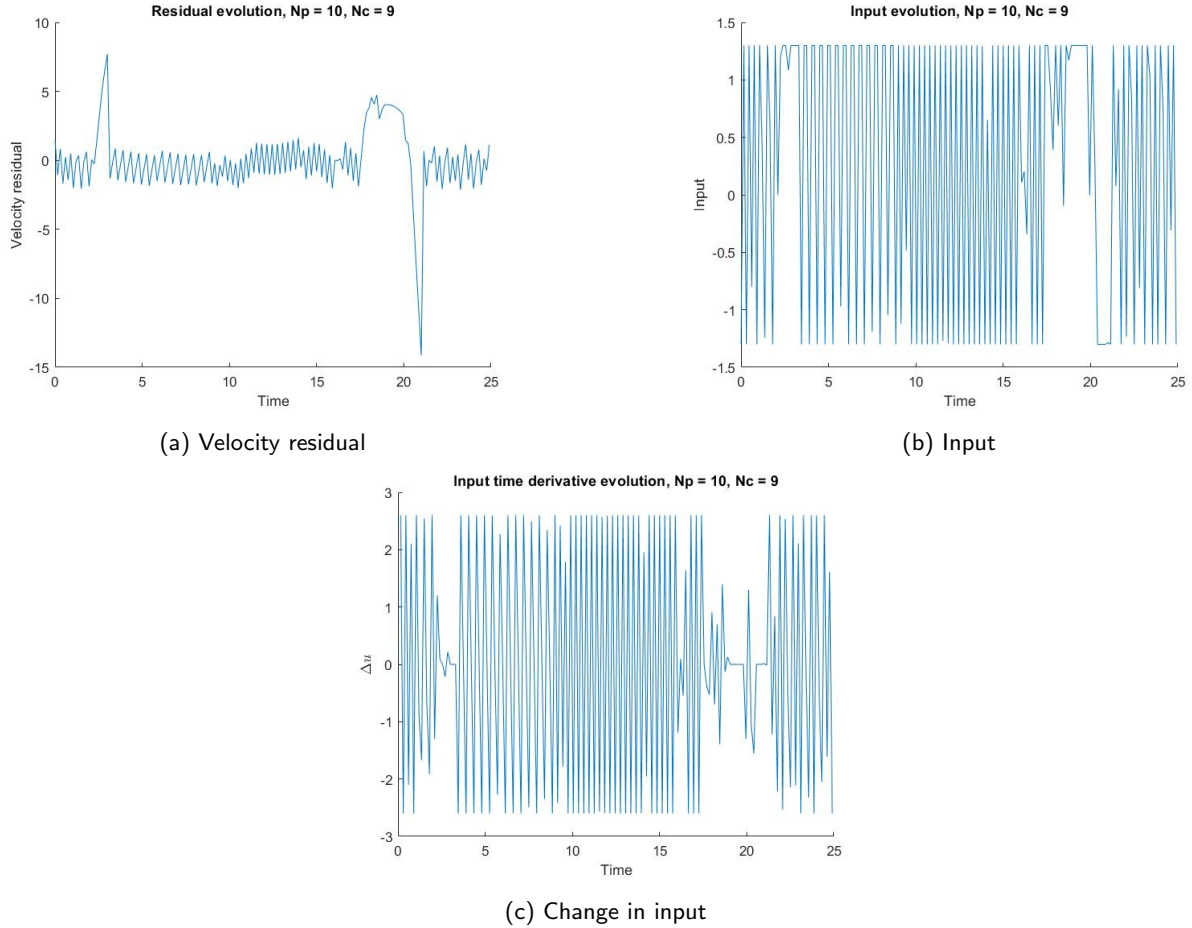 Residual evolution, Np = 10, Nc = 9
10
5
0
-5
-10
-15
Velocity residual
0 5 10 15 20 25
Time
(a) Velocity residual
Input evolution, Np = 10, Nc = 9
1.5
1
0.5
0
-0.5
-1
-1.5
Input
0 5 10 15 20 25
Time
(b) Input
Input time derivative evolution, Np = 10, Nc = 9
3
2
1
0
-1
-2
-3
Δu
0 5 10 15 20 25
Time
(c) Change in input